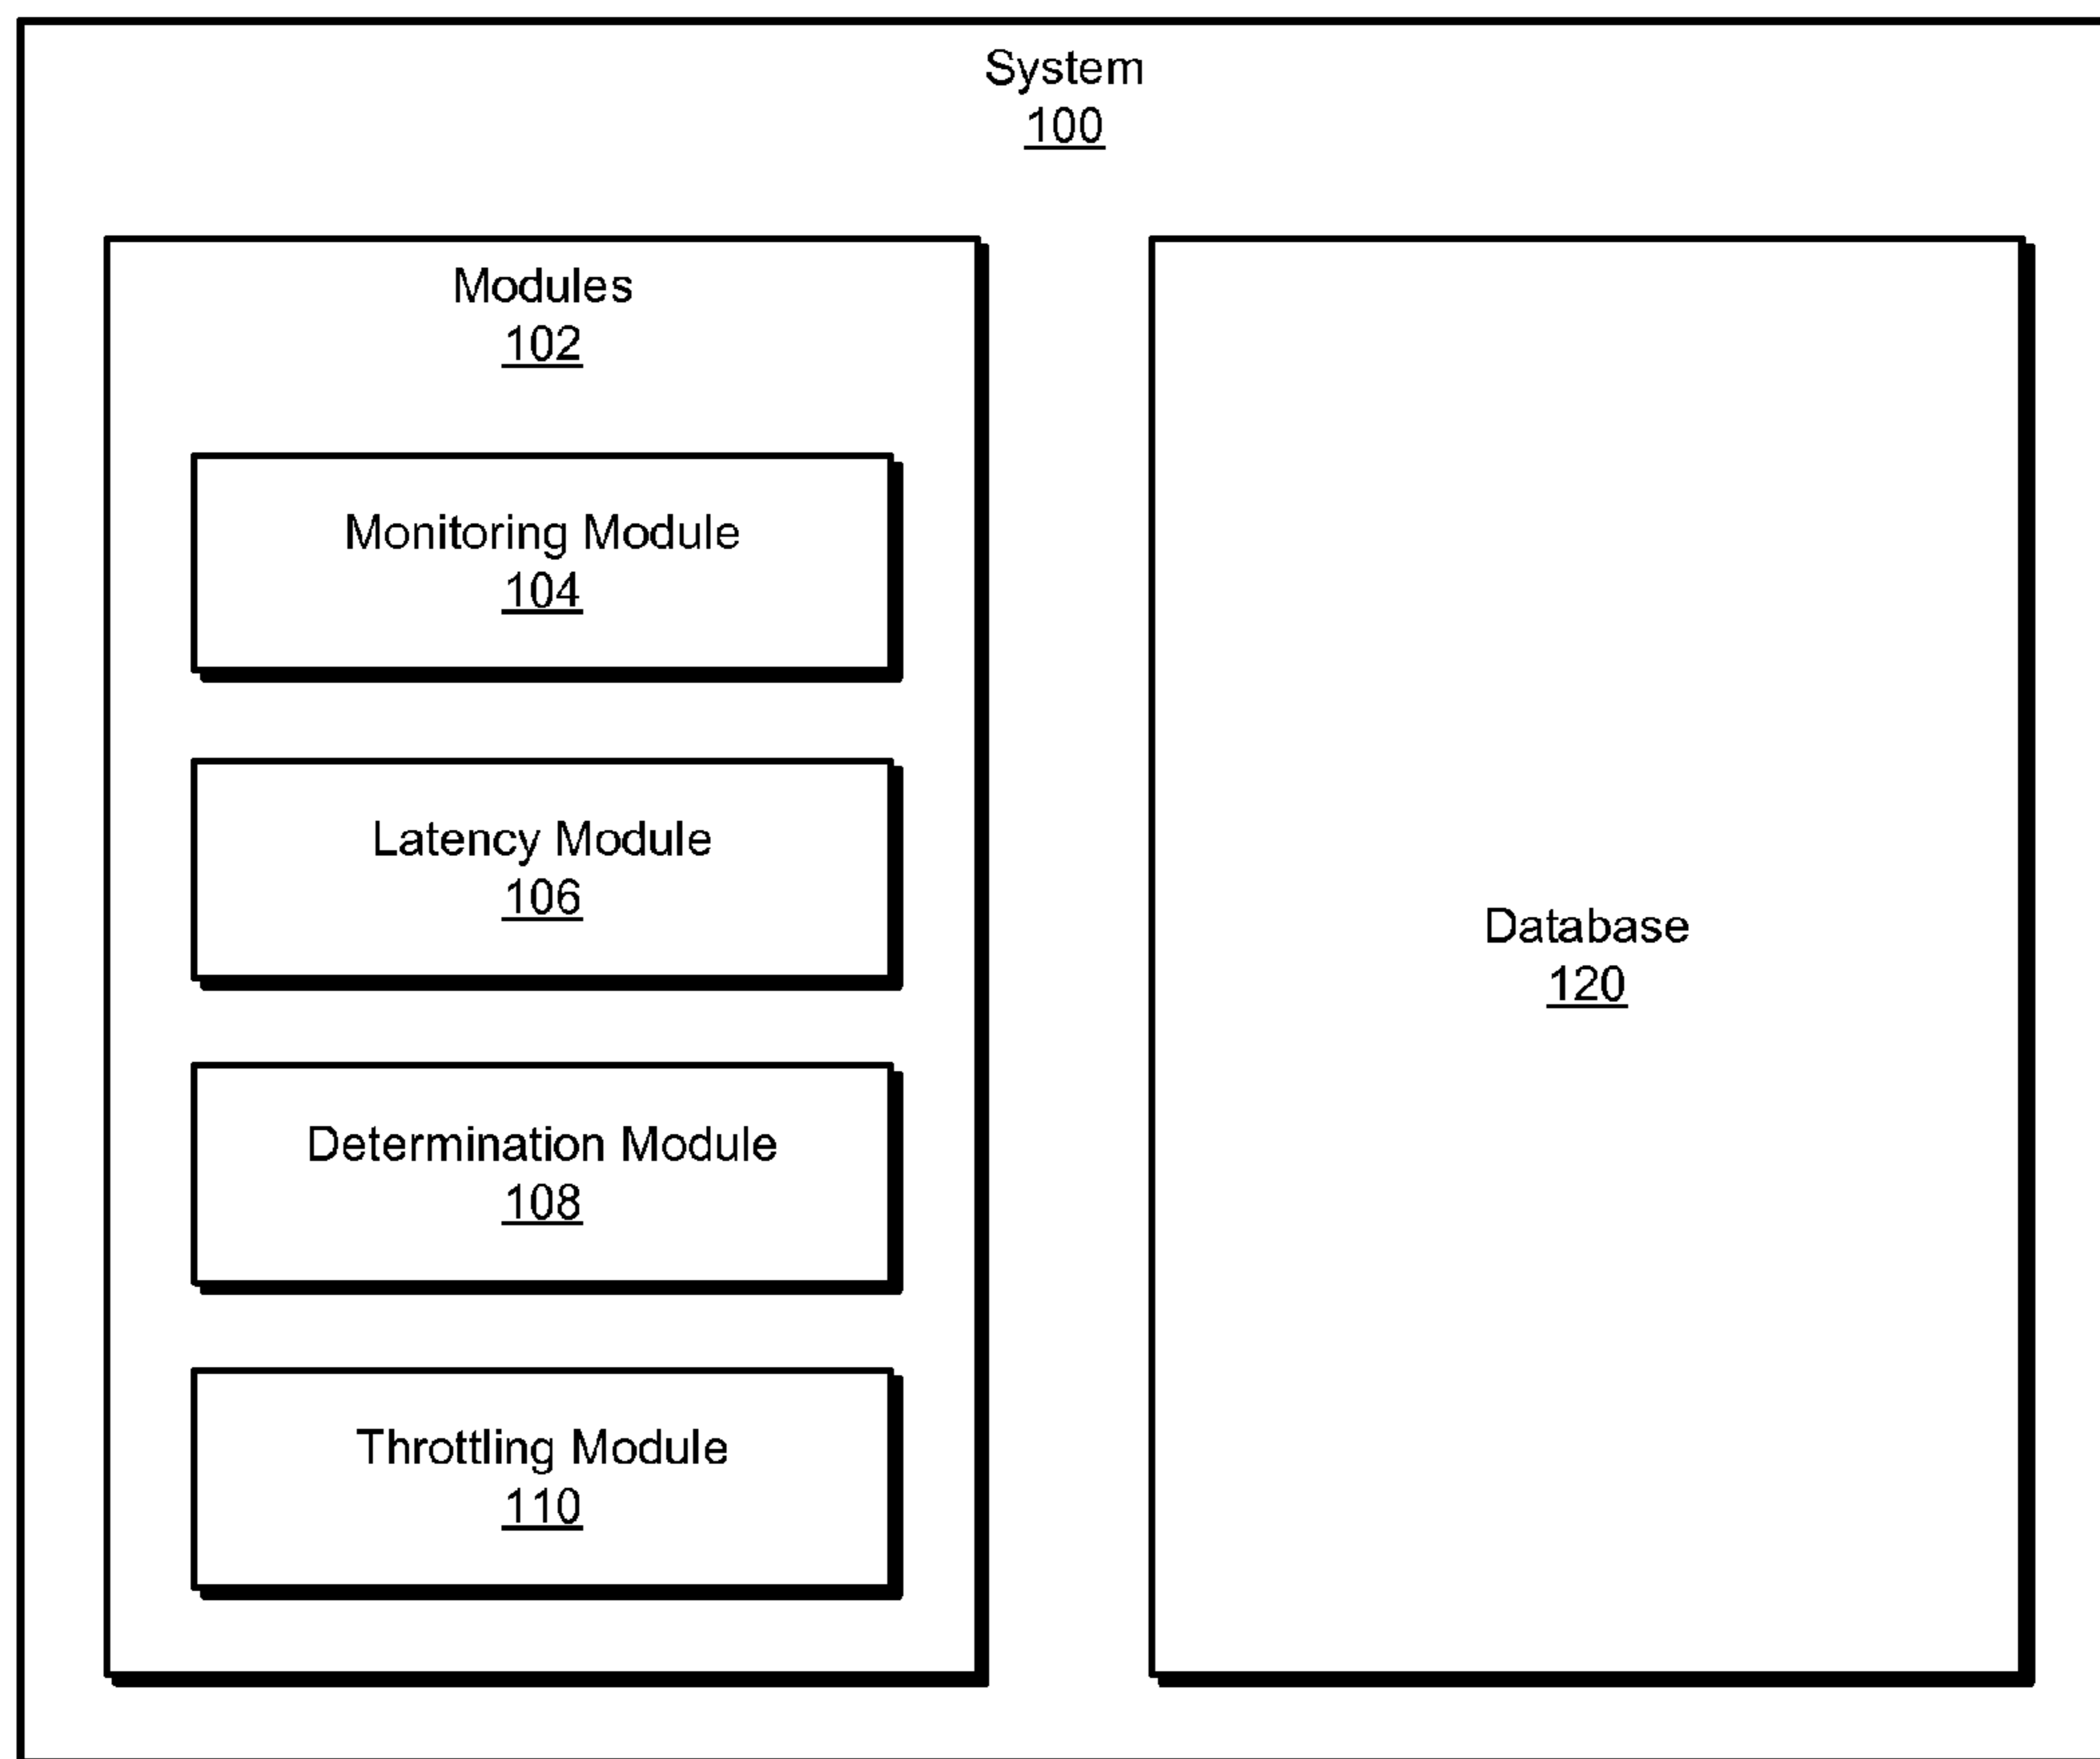 System
100
Modules
102
Monitoring Module
104
Latency Module
106
Determination Module
108
Throttling Module
110
Database
120